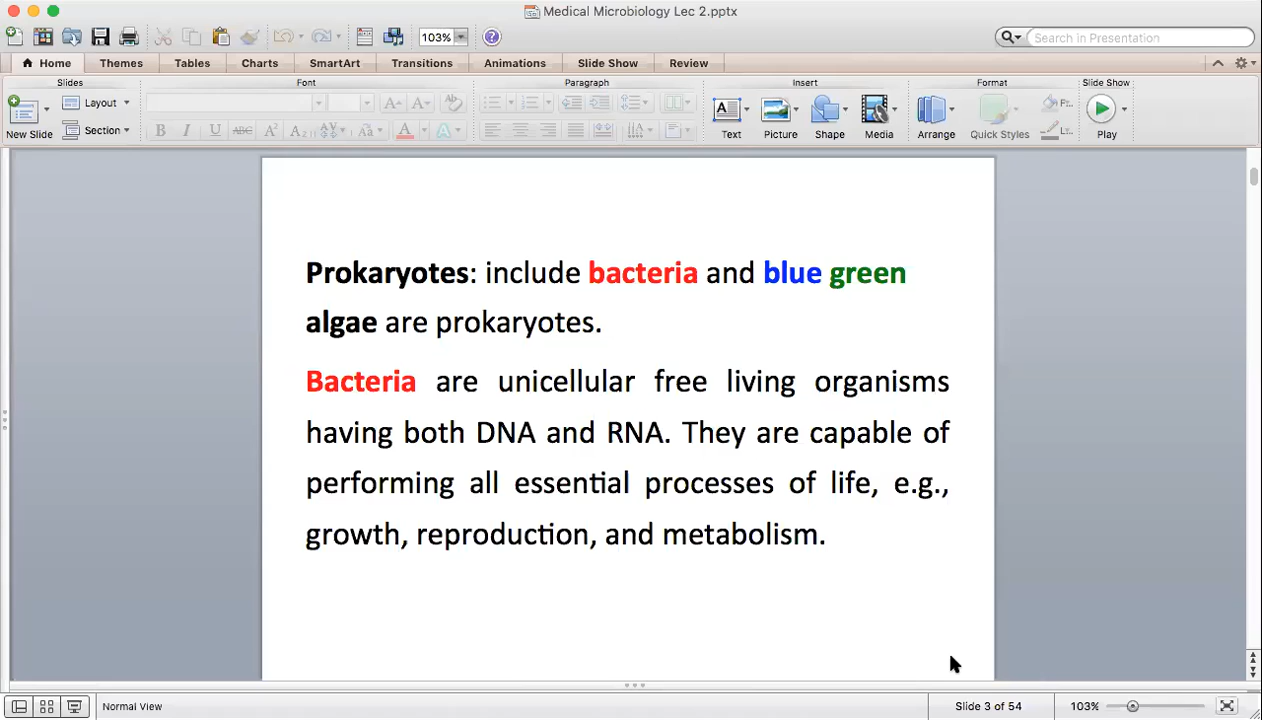 Medical Microbiology Lec 2.pptx
103%
Search in Presentation
Home Themes Tables Charts SmartArt Transitions Animations Slide Show Review
Slides Font Paragraph Insert Format Slide Show
New Slide Layout Section
B I U ABC
Text Picture Shape Media Arrange Quick Styles Play
Prokaryotes: include bacteria and blue green
algae are prokaryotes.
Bacteria are unicellular free living organisms
having both DNA and RNA. They are capable of
performing all essential processes of life, e.g.,
growth, reproduction, and metabolism.
Normal View Slide 3 of 54 103%